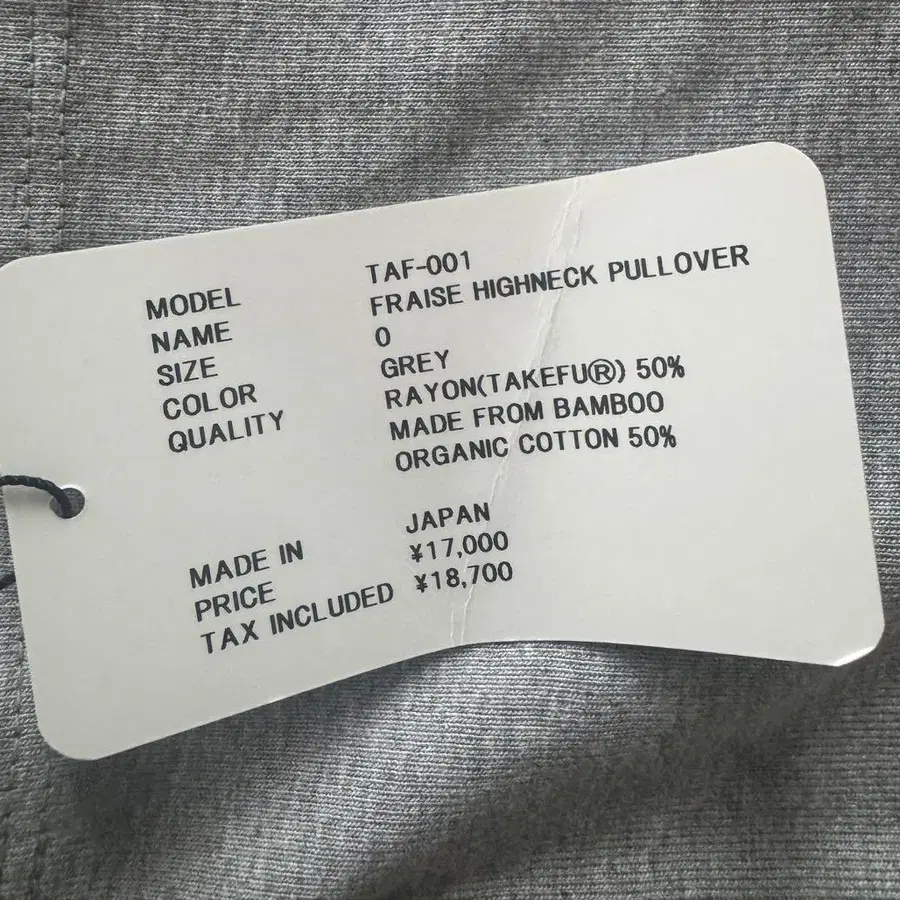 MODEL TAF-001
NAME FRAISE HIGHNECK PULLOVER
SIZE 0
COLOR GREY
QUALITY RAYON(TAKEFU®) 50%
MADE FROM BAMBOO
ORGANIC COTTON 50%
MADE IN JAPAN
PRICE ¥17,000
TAX INCLUDED ¥18,700